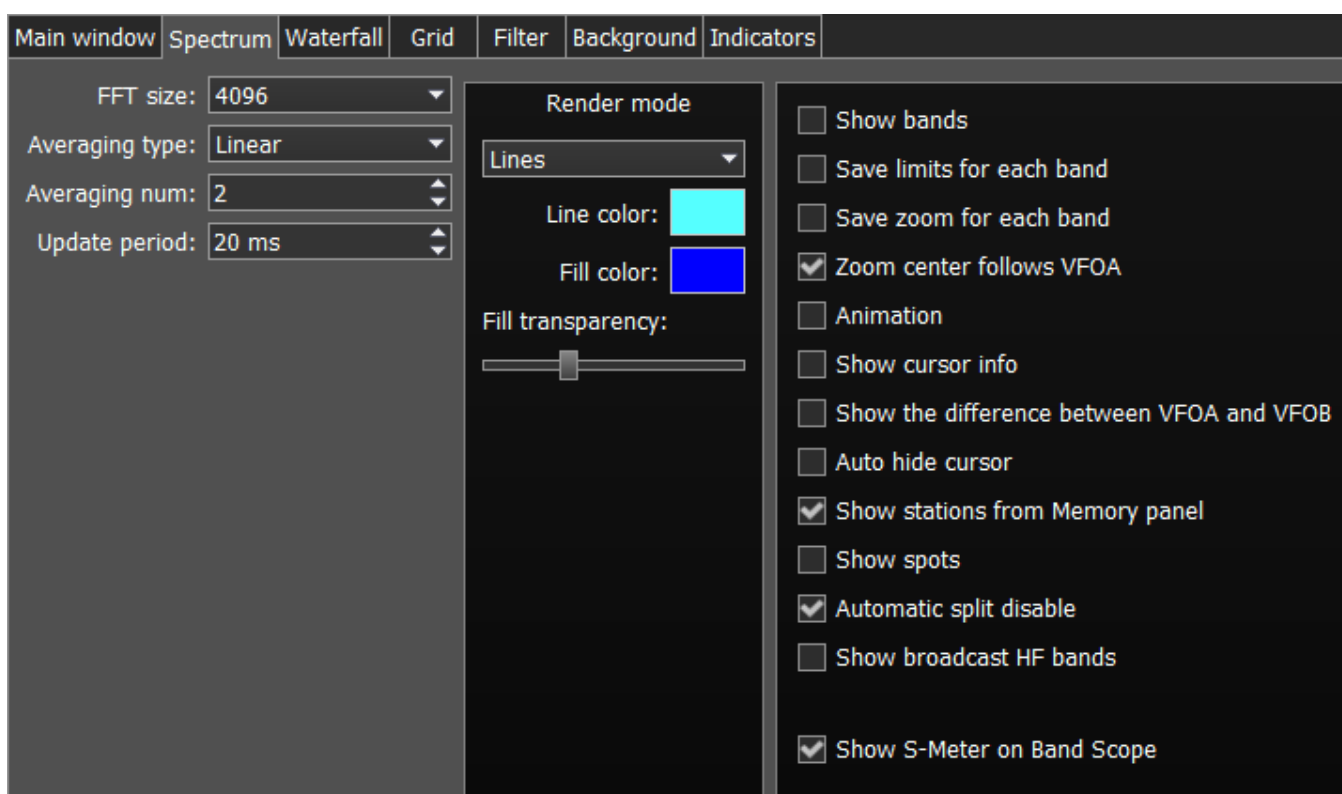 Main window Spectrum Waterfall Grid Filter Background Indicators
FFT size: 4096
Averaging type: Linear
Averaging num: 2
Update period: 20 ms
Render mode
Lines
Line color:
Fill color:
Fill transparency:
Show bands
Save limits for each band
Save zoom for each band
Zoom center follows VFOA
Animation
Show cursor info
Show the difference between VFOA and VFOB
Auto hide cursor
Show stations from Memory panel
Show spots
Automatic split disable
Show broadcast HF bands
Show S-Meter on Band Scope